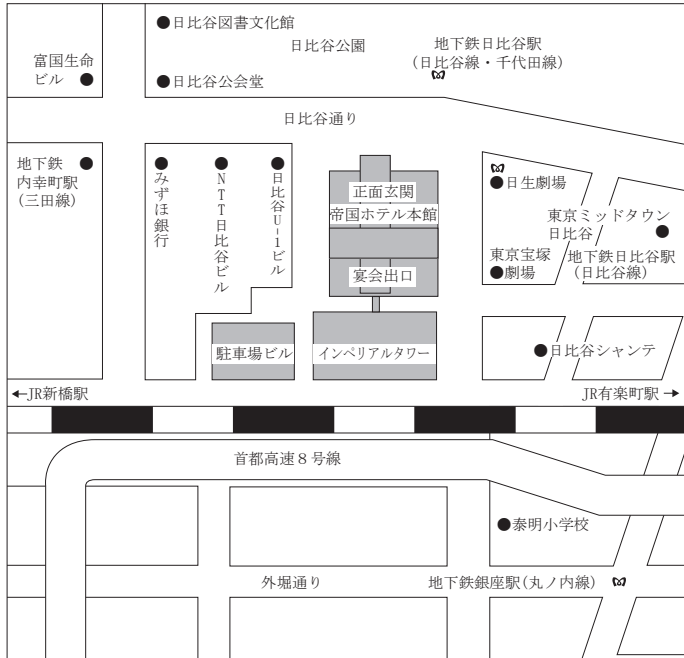 日比谷図書文化館
富国生命
ビル
日比谷公園
地下鉄日比谷駅
(日比谷線・千代田線)
日比谷公会堂
日比谷通り
地下鉄
内幸町駅
(三田線)
みずほ銀行
NTT日比谷ビル
日比谷U-1ビル
正面玄関
帝国ホテル本館
宴会出口
日生劇場
東京ミッドタウン
日比谷
東京宝塚
劇場
地下鉄日比谷駅
(日比谷線)
駐車場ビル
インペリアルタワー
日比谷シャンテ
←JR新橋駅
JR有楽町駅→
首都高速8号線
泰明小学校
外堀通り
地下鉄銀座駅(丸ノ内線)